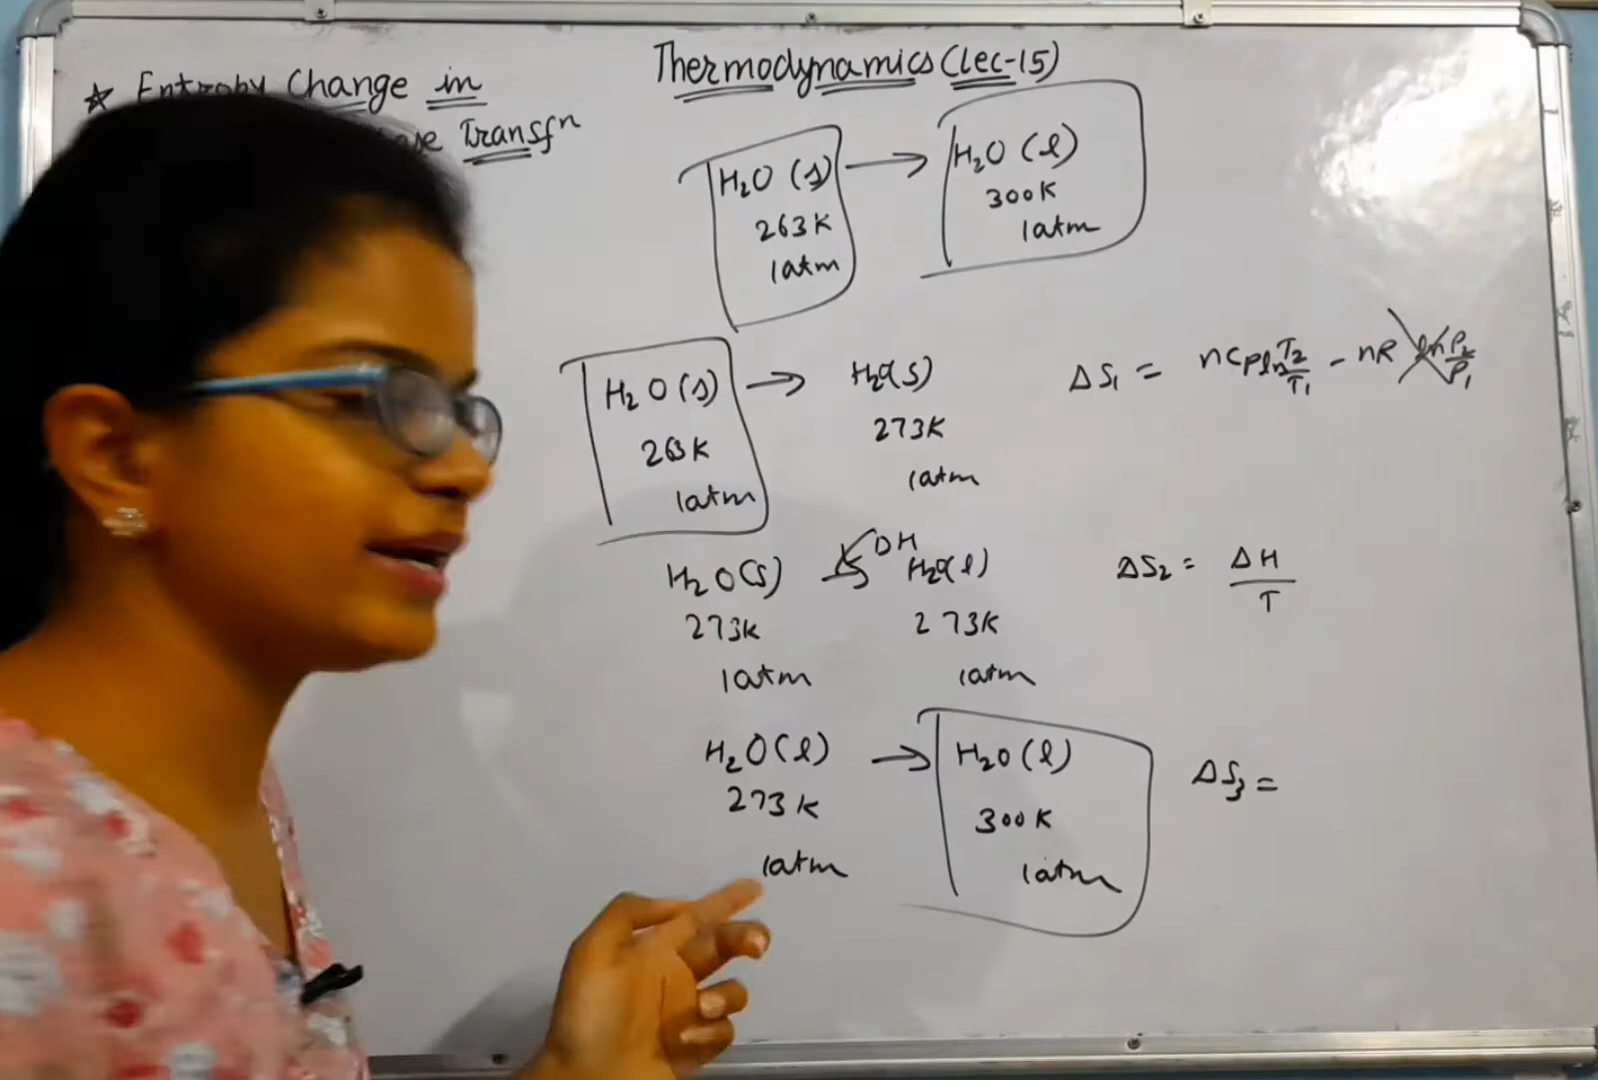 Thermodynamics (Lec-15)
★ Entropy Change in
Transfn
H₂O (s) → H₂O (l)
263K 300K
1atm 1atm
H₂O (s) → H₂O(s) ΔS₁ = nCp ln T₂/T₁ - nR ln P₂/P₁
263K 273K
1atm 1atm
ΔH
H₂O(s) H₂O(l) ΔS₂ = ΔH/T
273K 273K
1atm 1atm
H₂O(l) → H₂O(l) ΔS₃ =
273K 300K
1atm 1atm